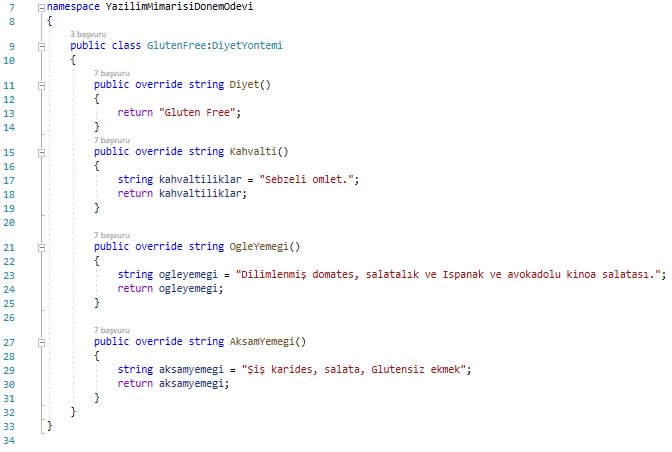 7 namespace YazilimMimarisiDonemOdevi
8 {
3 başvuru
9 public class GlutenFree:DiyetYontemi
10 {
7 başvuru
11 public override string Diyet()
12 {
13 return "Gluten Free";
14 }
7 başvuru
15 public override string Kahvalti()
16 {
17 string kahvaltiliklar = "Sebzeli omlet.";
18 return kahvaltiliklar;
19 }
20
7 başvuru
21 public override string OgleYemegi()
22 {
23 string ogleyemegi = "Dilimlenmiş domates, salatalık ve Ispanak ve avokadolu kinoa salatası.";
24 return ogleyemegi;
25 }
26
7 başvuru
27 public override string AksamYemegi()
28 {
29 string aksamyemegi = "Şiş karides, salata, Glutensiz ekmek";
30 return aksamyemegi;
31 }
32 }
33 }
34